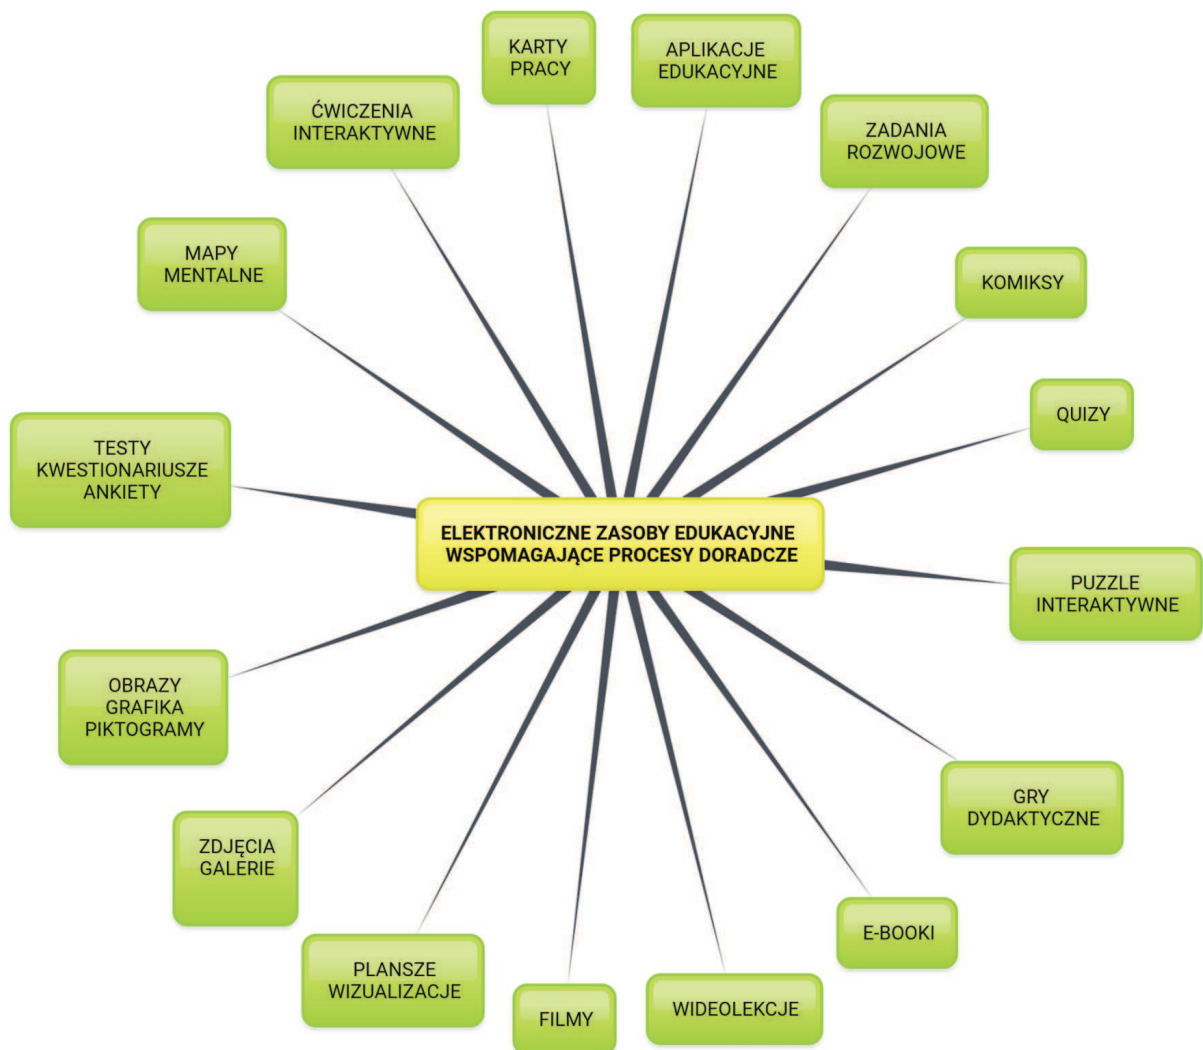 KARTY
PRACY
APLIKACJE
EDUKACYJNE
ĆWICZENIA
INTERAKTYWNE
ZADANIA
ROZWOJOWE
MAPY
MENTALNE
KOMIKSY
QUIZY
TESTY
KWESTIONARIUSZE
ANKIETY
ELEKTRONICZNE ZASOBY EDUKACYJNE
WSPOMAGAJĄCE PROCESY DORADCZE
PUZZLE
INTERAKTYWNE
OBRAZY
GRAFIKA
PIKTOGRAMY
GRY
DYDAKTYCZNE
ZDJĘCIA
GALERIE
E-BOOKI
PLANSZE
WIZUALIZACJE
FILMY
WIDEOLEKCJE